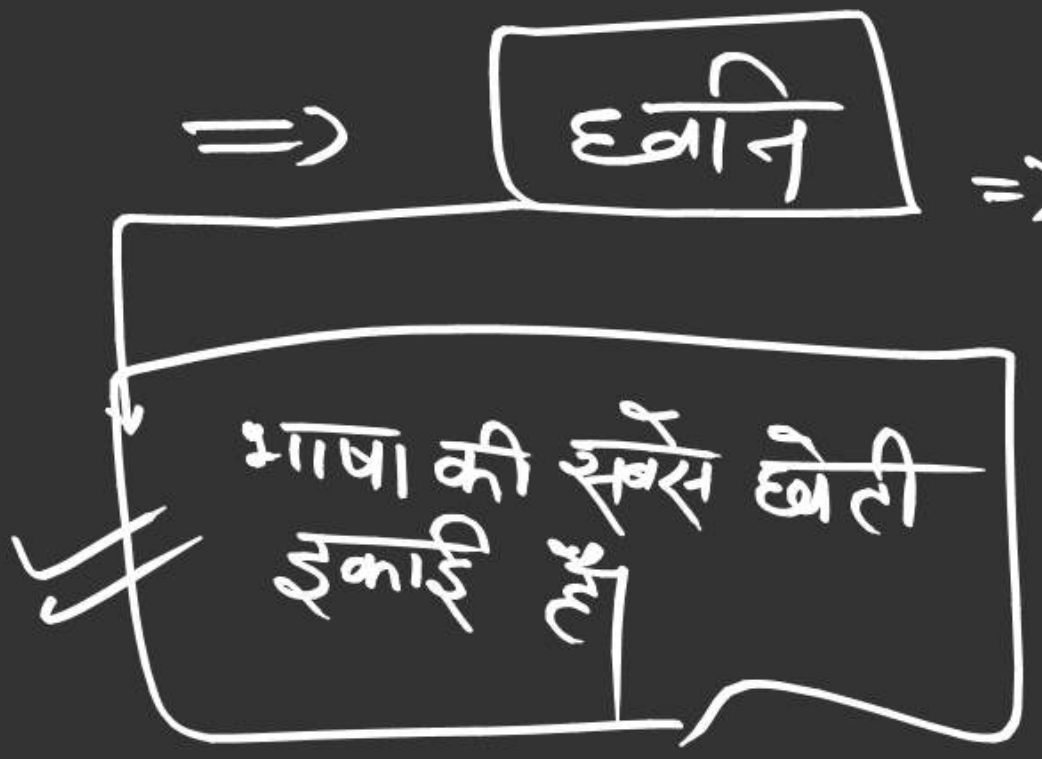 ⇒ ध्वनि ⇒
भाषा की सबसे छोटी
इकाई है